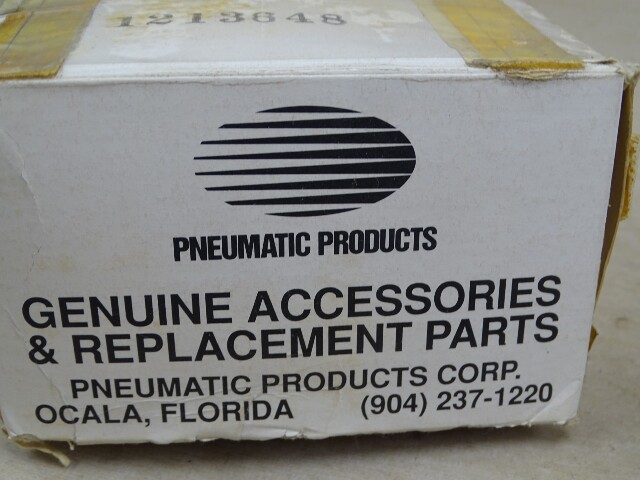 1213648
PNEUMATIC PRODUCTS
GENUINE ACCESSORIES
& REPLACEMENT PARTS
PNEUMATIC PRODUCTS CORP.
OCALA, FLORIDA (904) 237-1220